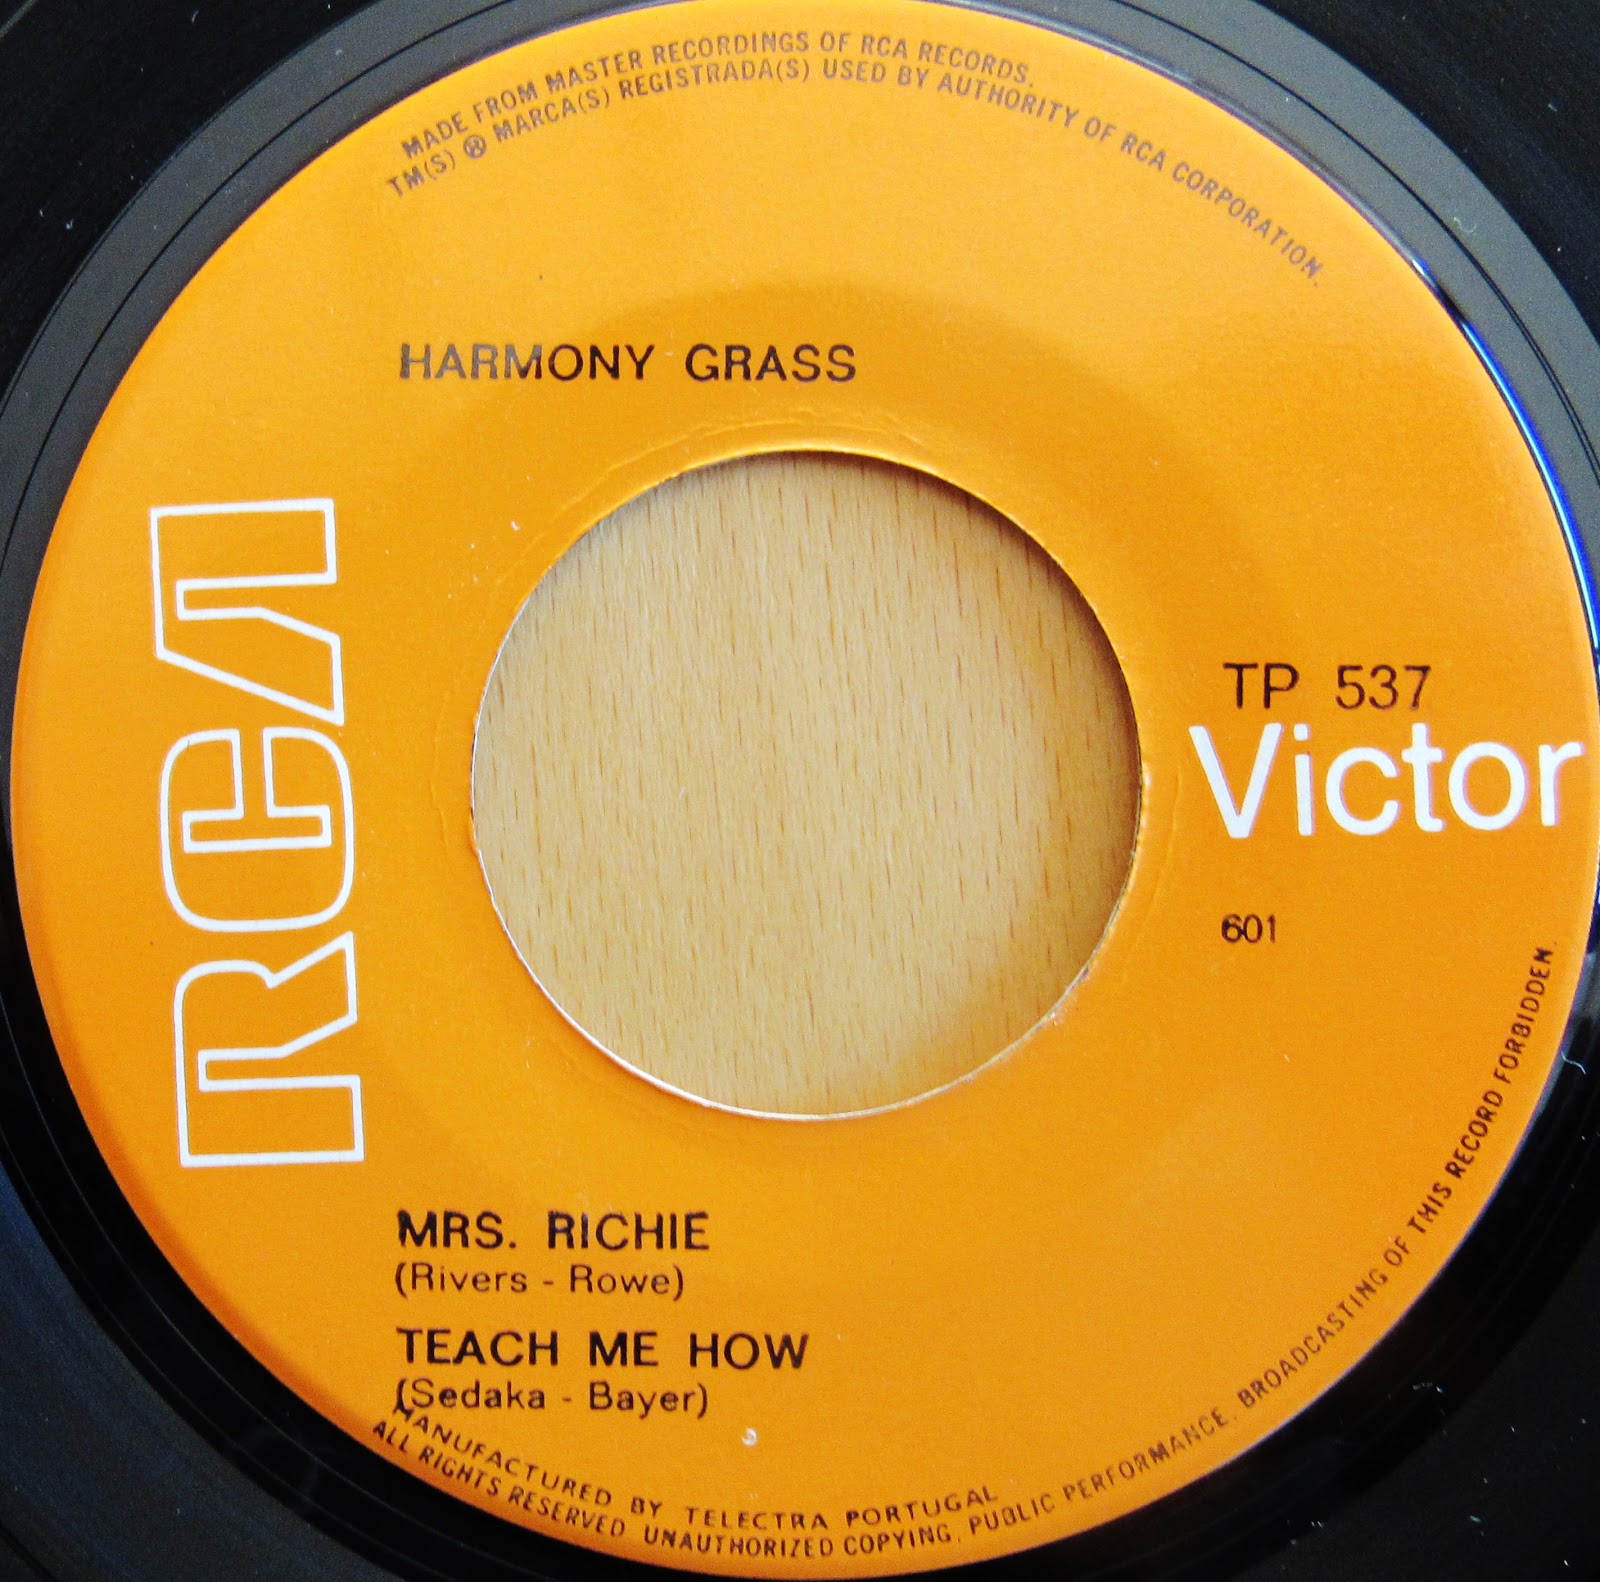 MADE FROM MASTER RECORDINGS OF RCA RECORDS.
TM(S) ® MARCA(S) REGISTRADA(S) USED BY AUTHORITY OF RCA CORPORATION.
HARMONY GRASS
RCA
TP 537
Victor
601
MRS. RICHIE
(Rivers - Rowe)
TEACH ME HOW
(Sedaka - Bayer)
MANUFACTURED BY TELECTRA PORTUGAL
ALL RIGHTS RESERVED UNAUTHORIZED COPYING, PUBLIC PERFORMANCE, BROADCASTING OF THIS RECORD FORBIDDEN.